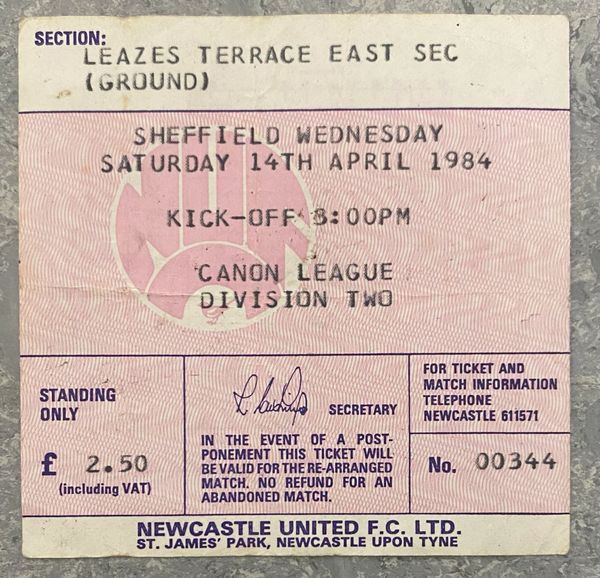 SECTION:
LEAZES TERRACE EAST SEC
(GROUND)
SHEFFIELD WEDNESDAY
SATURDAY 14TH APRIL 1984
KICK-OFF 3:00PM
CANON LEAGUE
DIVISION TWO
STANDING
ONLY
£ 2.50
(including VAT)
SECRETARY
IN THE EVENT OF A POST-
PONEMENT THIS TICKET WILL
BE VALID FOR THE RE-ARRANGED
MATCH. NO REFUND FOR AN
ABANDONED MATCH.
FOR TICKET AND
MATCH INFORMATION
TELEPHONE
NEWCASTLE 611571
No. 00344
NEWCASTLE UNITED F.C. LTD.
ST. JAMES' PARK, NEWCASTLE UPON TYNE